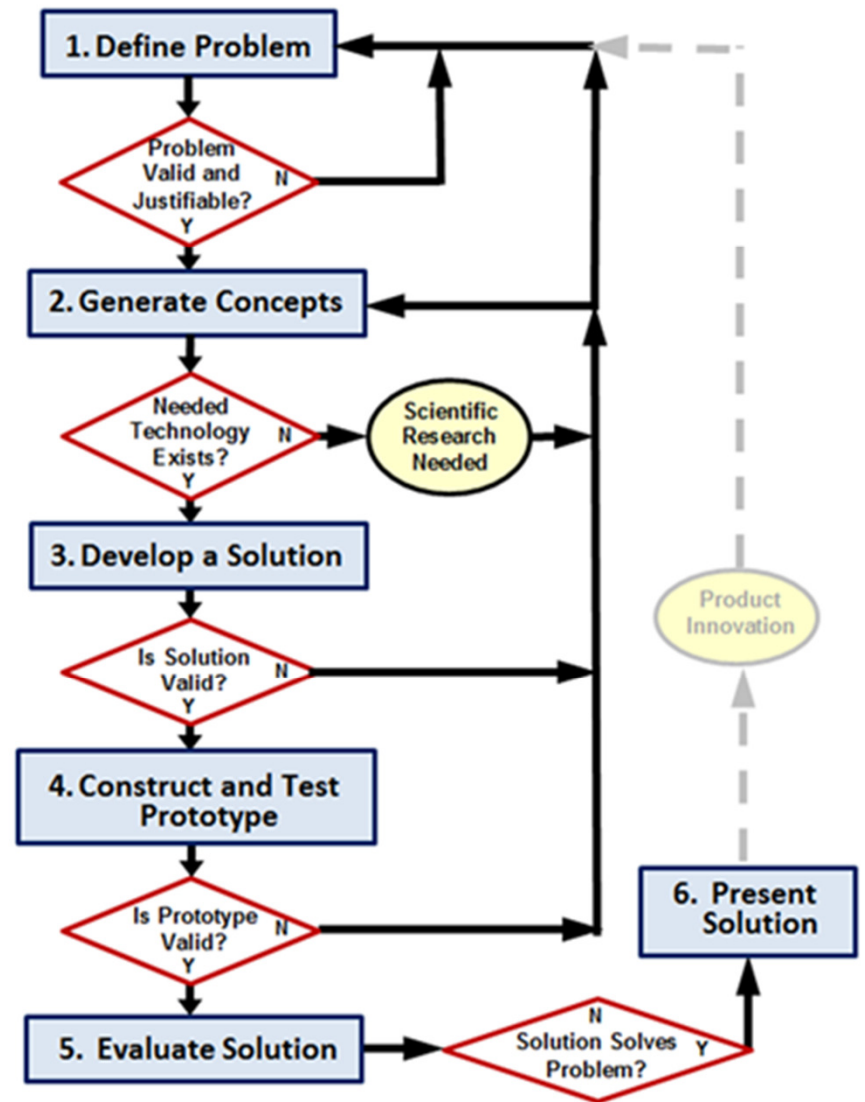 1. Define Problem
Problem
Valid and
Justifiable?
N
Y
2. Generate Concepts
Needed
Technology
Exists?
N
Y
Scientific
Research
Needed
3. Develop a Solution
Is Solution
Valid?
N
Y
Product
Innovation
4. Construct and Test
Prototype
Is Prototype
Valid?
N
Y
6. Present
Solution
5. Evaluate Solution
N
Solution Solves
Problem?
Y